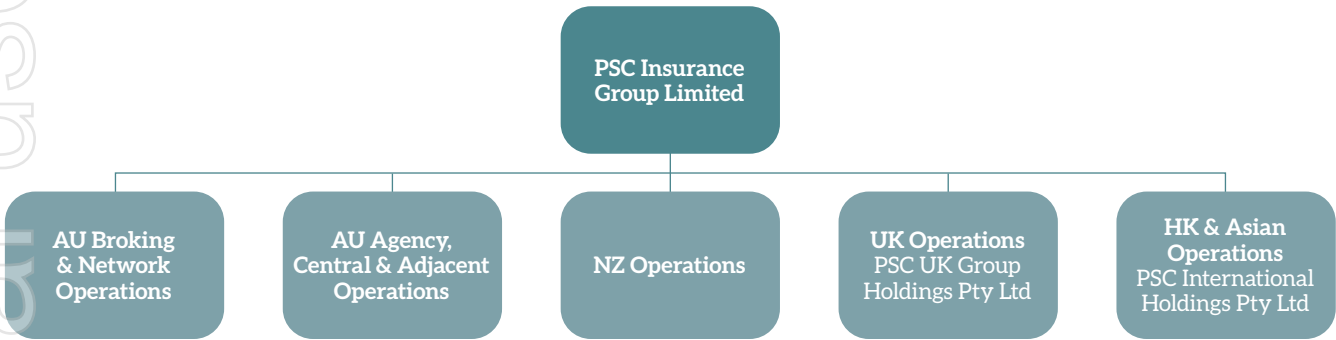 PSC Insurance
Group Limited
AU Broking
& Network
Operations
AU Agency,
Central & Adjacent
Operations
NZ Operations
UK Operations
PSC UK Group
Holdings Pty Ltd
HK & Asian
Operations
PSC International
Holdings Pty Ltd